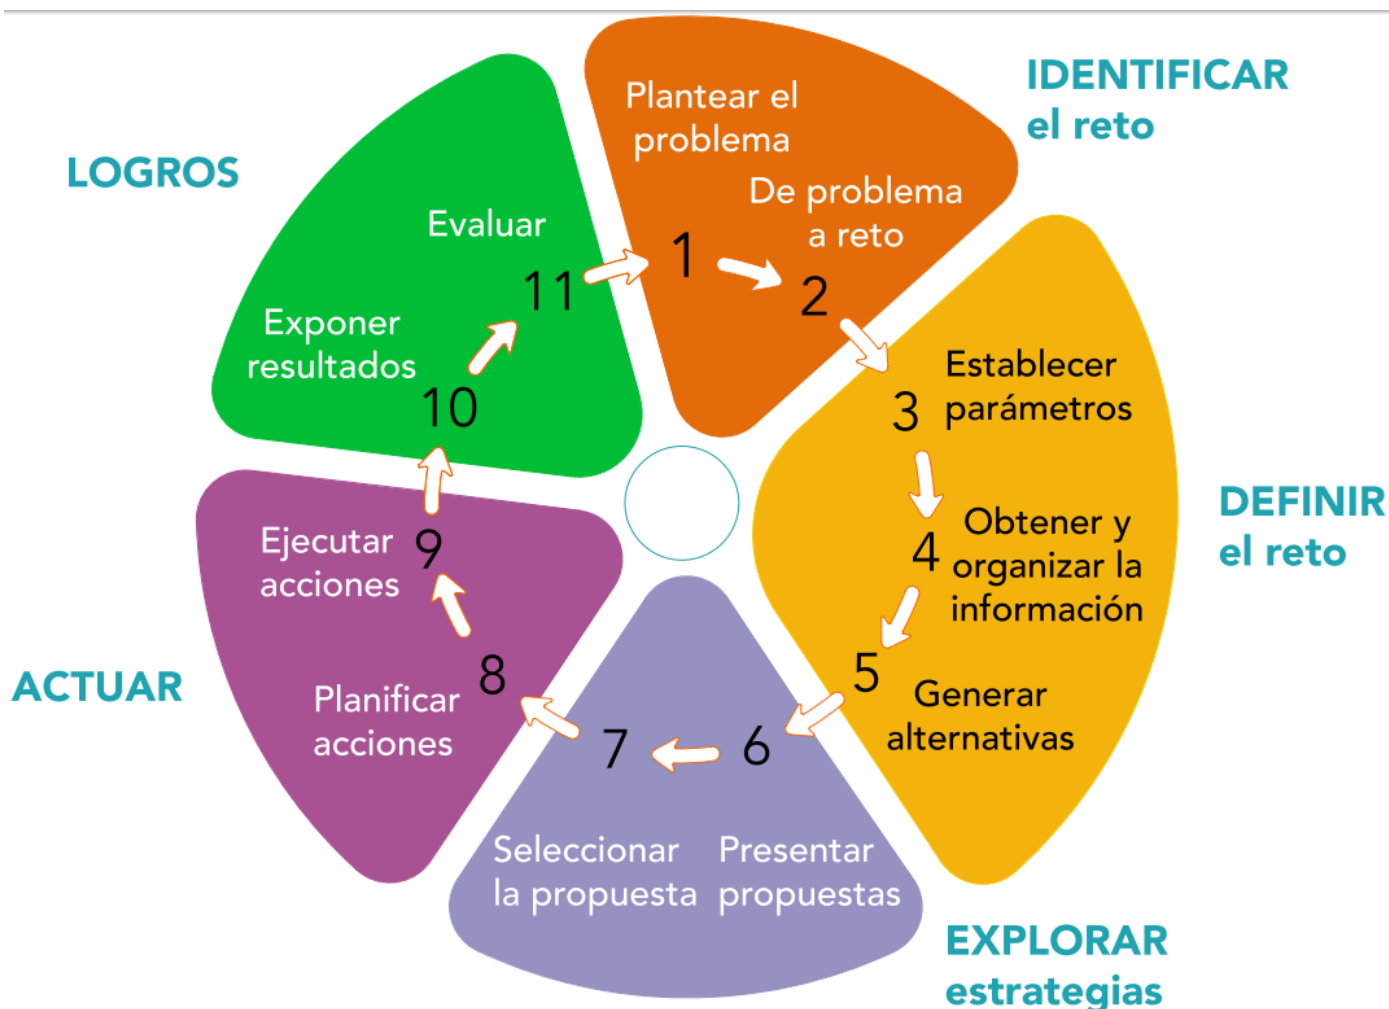 IDENTIFICAR
el reto
Plantear el
problema
1
De problema
a reto
2
DEFINIR
el reto
Establecer
parámetros
3
Obtener y
organizar la
información
4
Generar
alternativas
5
EXPLORAR
estrategias
Presentar
propuestas
6
Seleccionar
la propuesta
7
ACTUAR
Planificar
acciones
8
Ejecutar
acciones
9
LOGROS
Exponer
resultados
10
Evaluar
11